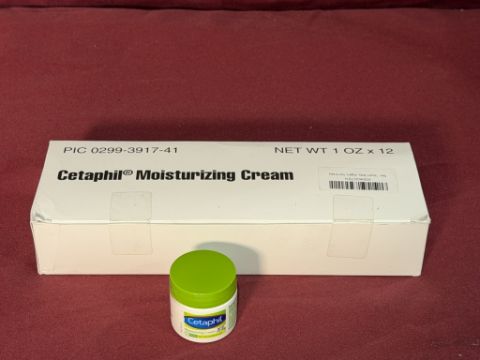 PIC 0299-3917-41
NET WT 1 OZ x 12
Cetaphil® Moisturizing Cream
Cetaphil